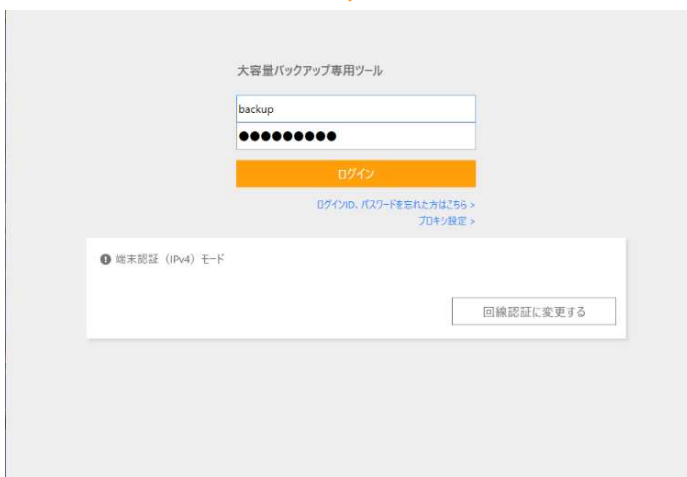 大容量バックアップ専用ツール
backup
●●●●●●●●●
ログイン
ログインID、パスワードを忘れた方はこちら >
プロキシ設定 >
端末認証（IPv4）モード
回線認証に変更する